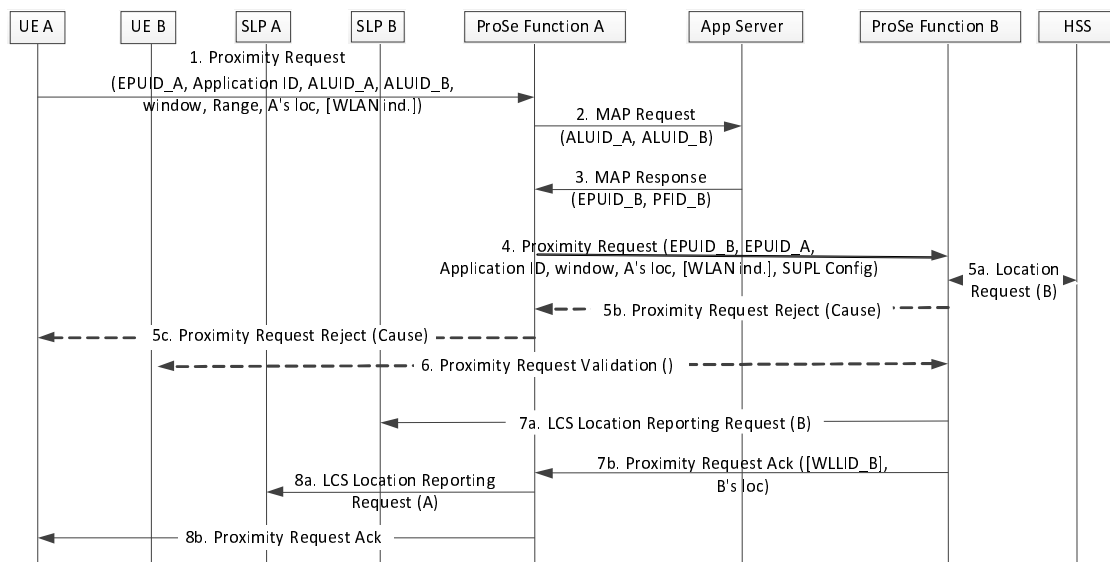 UE A
UE B
SLP A
SLP B
ProSe Function A
App Server
ProSe Function B
HSS
1. Proximity Request
(EPUID_A, Application ID, ALUID_A, ALUID_B,
window, Range, A's loc, [WLAN ind.])
2. MAP Request
(ALUID_A, ALUID_B)
3. MAP Response
(EPUID_B, PFID_B)
4. Proximity Request (EPUID_B, EPUID_A,
Application ID, window, A's loc, [WLAN ind.], SUPL Config)
5a. Location
Request (B)
5b. Proximity Request Reject (Cause)
5c. Proximity Request Reject (Cause)
6. Proximity Request Validation ()
7a. LCS Location Reporting Request (B)
7b. Proximity Request Ack ([WLLID_B],
B's loc)
8a. LCS Location Reporting
Request (A)
8b. Proximity Request Ack